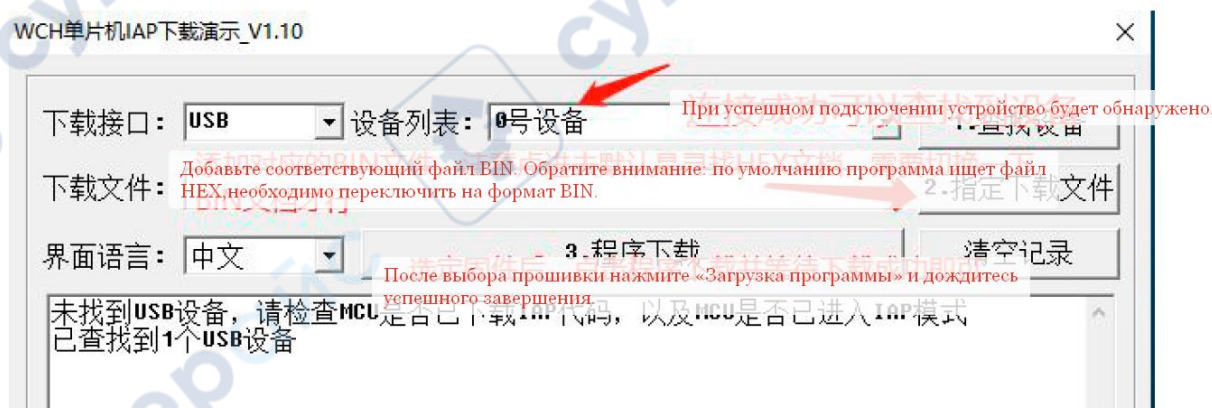 WCH单片机IAP下载演示_V1.10
下载接口: USB 设备列表: 0号设备 1.查找设备
При успешном подключении устройство будет обнаружено.
Добавьте соответствующий файл BIN. Обратите внимание: по умолчанию программа ищет файл
下载文件: HEX,необходимо переключить на формат BIN. 2.指定下载文件
界面语言: 中文 3.程序下载 清空记录
После выбора прошивки нажмите «Загрузка программы» и дождитесь
успешного завершения.
未找到USB设备, 请检查MCU是否已下载IAP代码, 以及MCU是否已进入IAP模式
已查找到1个USB设备